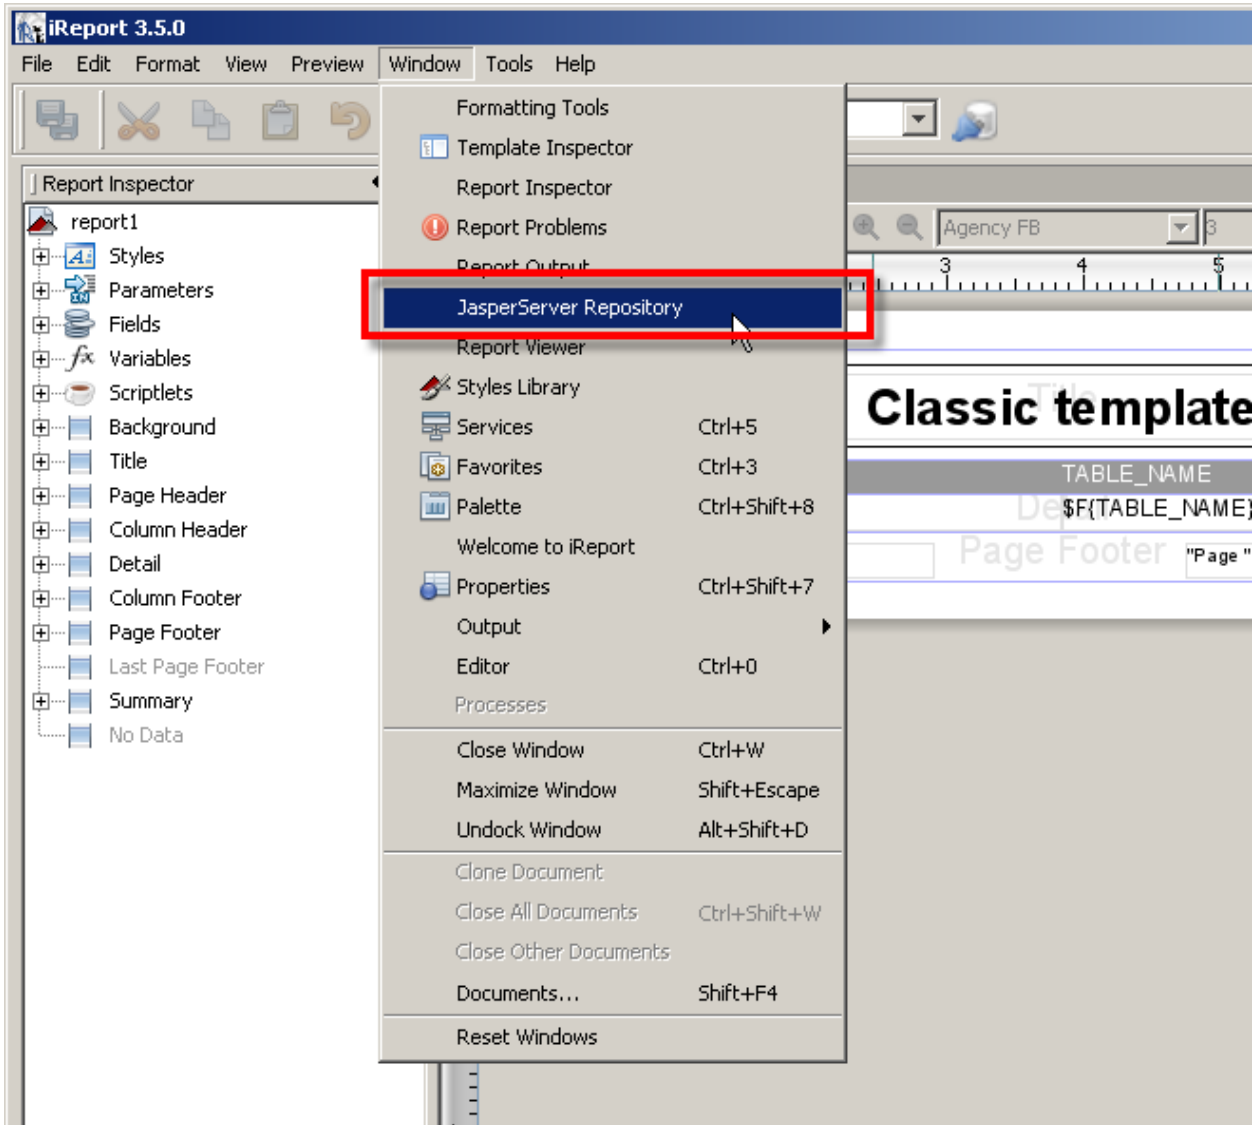 iReport 3.5.0
File Edit Format View Preview Window Tools Help
Report Inspector
report1
Styles
Parameters
Fields
Variables
Scriptlets
Background
Title
Page Header
Column Header
Detail
Column Footer
Page Footer
Last Page Footer
Summary
No Data
Formatting Tools
Template Inspector
Report Inspector
Report Problems
Report Output
JasperServer Repository
Report Viewer
Styles Library
Services Ctrl+5
Favorites Ctrl+3
Palette Ctrl+Shift+8
Welcome to iReport
Properties Ctrl+Shift+7
Output
Editor Ctrl+0
Processes
Close Window Ctrl+W
Maximize Window Shift+Escape
Undock Window Alt+Shift+D
Clone Document
Close All Documents Ctrl+Shift+W
Close Other Documents
Documents... Shift+F4
Reset Windows
Agency FB 3
3 4 5
Title
Classic template
TABLE_NAME
Detail
$F{TABLE_NAME}
Page Footer
"Page "